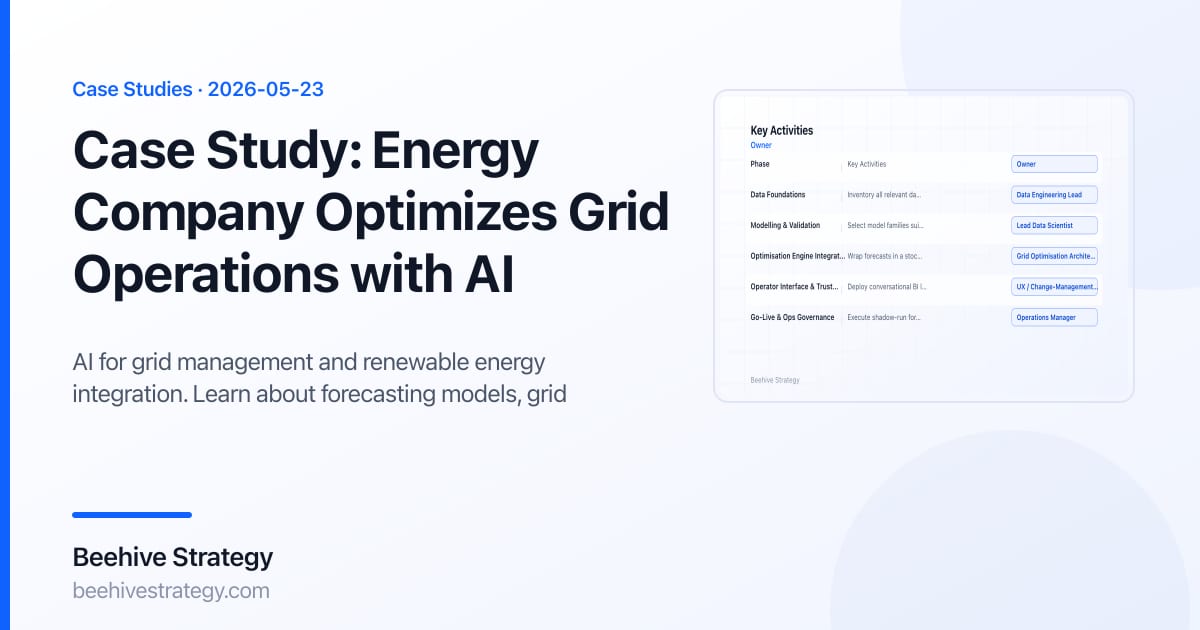 Case Studies · 2026-05-23
Case Study: Energy
Company Optimizes Grid
Operations with AI
AI for grid management and renewable energy
integration. Learn about forecasting models, grid
Beehive Strategy
beehivestrategy.com
Key Activities
Owner
Phase Key Activities Owner
Data Foundations Inventory all relevant da... Data Engineering Lead
Modelling & Validation Select model families sui... Lead Data Scientist
Optimisation Engine Integrat... Wrap forecasts in a stoc... Grid Optimisation Archite...
Operator Interface & Trust... Deploy conversational BI l... UX / Change-Management...
Go-Live & Ops Governance Execute shadow-run for... Operations Manager
Beehive Strategy